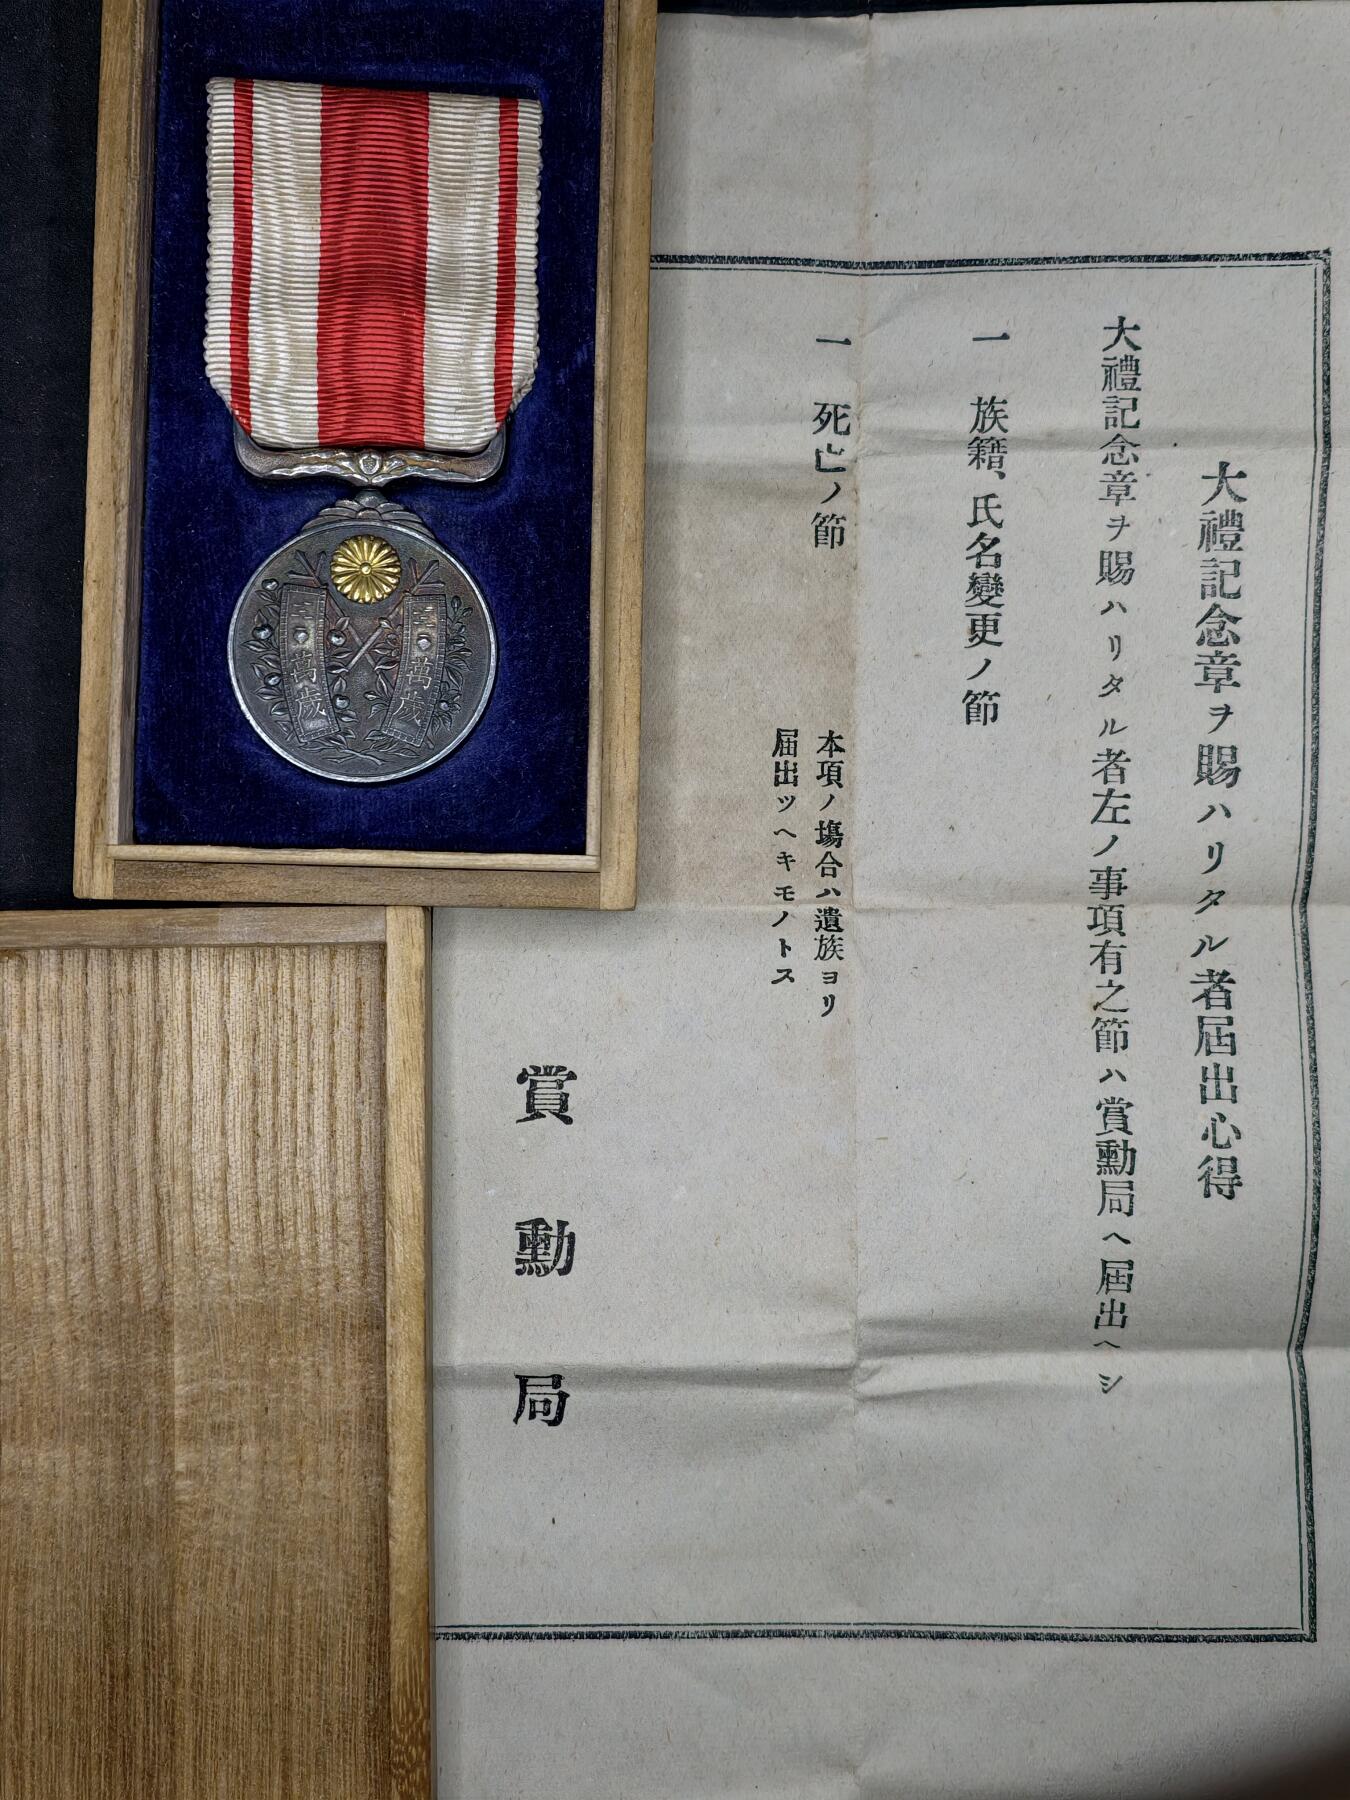 大禮記念章ヲ賜ハリタル者屆出心得
大禮記念章ヲ賜ハリタル者左ノ事項有之節ハ賞勳局ヘ屆出ヘシ
一 族籍、氏名變更ノ節
一 死亡ノ節
本項ノ塲合ハ遺族ヨリ
屆出ツヘキモノトス
賞勳局
萬歲
萬歲